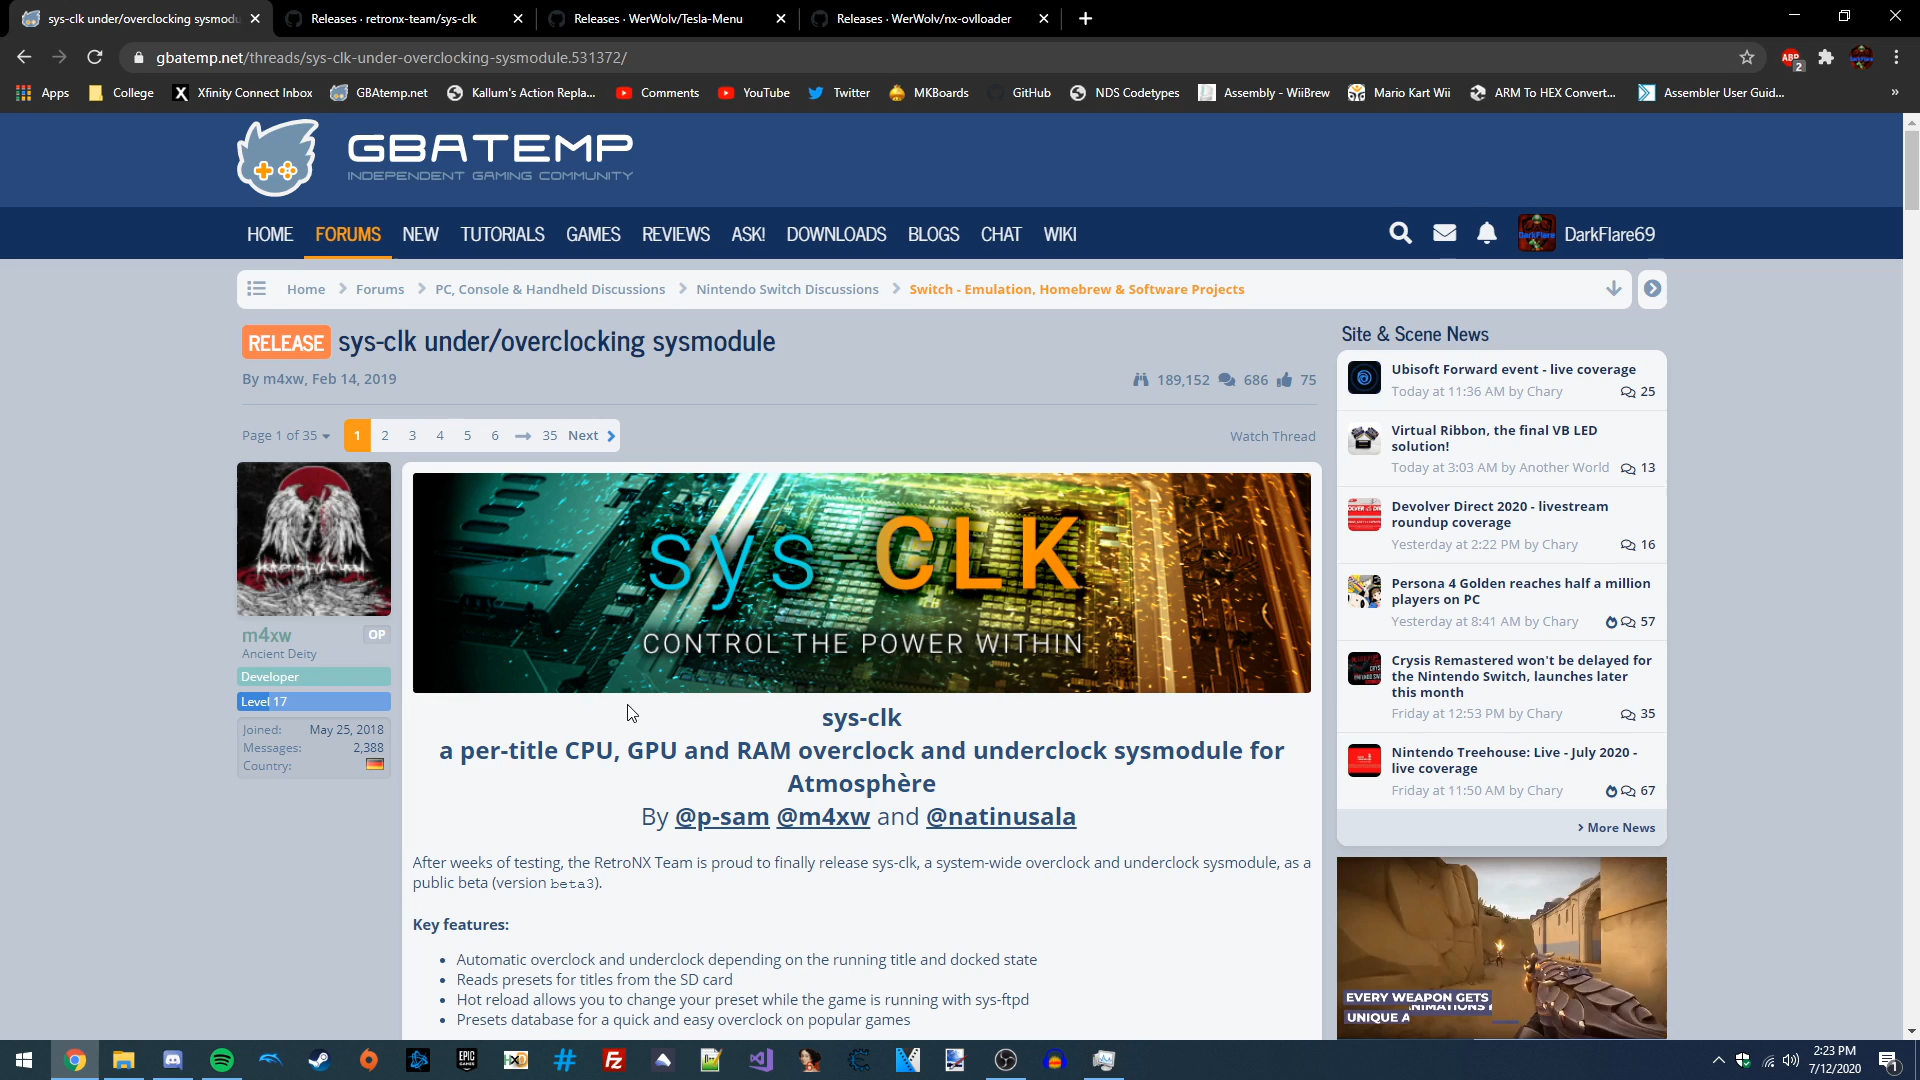 sys-clk under/overclocking sysmodu
Releases · retronx-team/sys-clk
Releases · WerWolv/Tesla-Menu
Releases · WerWolv/nx-ovlloader
gbatemp.net/threads/sys-clk-under-overclocking-sysmodule.531372/
ABP
2
Apps
College
Xfinity Connect Inbox
GBAtemp.net
Kallum's Action Repla...
Comments
YouTube
Twitter
MKBoards
GitHub
NDS Codetypes
Assembly - WiiBrew
Mario Kart Wii
ARM To HEX Convert...
Assembler User Guid...
»
GBATEMP
INDEPENDENT GAMING COMMUNITY
HOME
FORUMS
NEW
TUTORIALS
GAMES
REVIEWS
ASK!
DOWNLOADS
BLOGS
CHAT
WIKI
DarkFlare69
Home
Forums
PC, Console & Handheld Discussions
Nintendo Switch Discussions
Switch - Emulation, Homebrew & Software Projects
RELEASE sys-clk under/overclocking sysmodule
By m4xw, Feb 14, 2019
189,152
686
75
Page 1 of 35
1 2 3 4 5 6 → 35 Next
Watch Thread
m4xw
OP
Ancient Deity
Developer
Level 17
Joined: May 25, 2018
Messages: 2,388
Country:
sys CLK
CONTROL THE POWER WITHIN
sys-clk
a per-title CPU, GPU and RAM overclock and underclock sysmodule for
Atmosphère
By @p-sam @m4xw and @natinusala
After weeks of testing, the RetroNX Team is proud to finally release sys-clk, a system-wide overclock and underclock sysmodule, as a
public beta (version beta3).
Key features:
• Automatic overclock and underclock depending on the running title and docked state
• Reads presets for titles from the SD card
• Hot reload allows you to change your preset while the game is running with sys-ftpd
• Presets database for a quick and easy overclock on popular games
Site & Scene News
Ubisoft Forward event - live coverage
Today at 11:36 AM by Chary
25
Virtual Ribbon, the final VB LED
solution!
Today at 3:03 AM by Another World
13
Devolver Direct 2020 - livestream
roundup coverage
Yesterday at 2:22 PM by Chary
16
Persona 4 Golden reaches half a million
players on PC
Yesterday at 8:41 AM by Chary
57
Crysis Remastered won't be delayed for
the Nintendo Switch, launches later
this month
Friday at 12:53 PM by Chary
35
Nintendo Treehouse: Live - July 2020 -
live coverage
Friday at 11:50 AM by Chary
67
> More News
EVERY WEAPON GETS
UNIQUE A
EPIC
GAMES
HXD
2:23 PM
7/12/2020
1